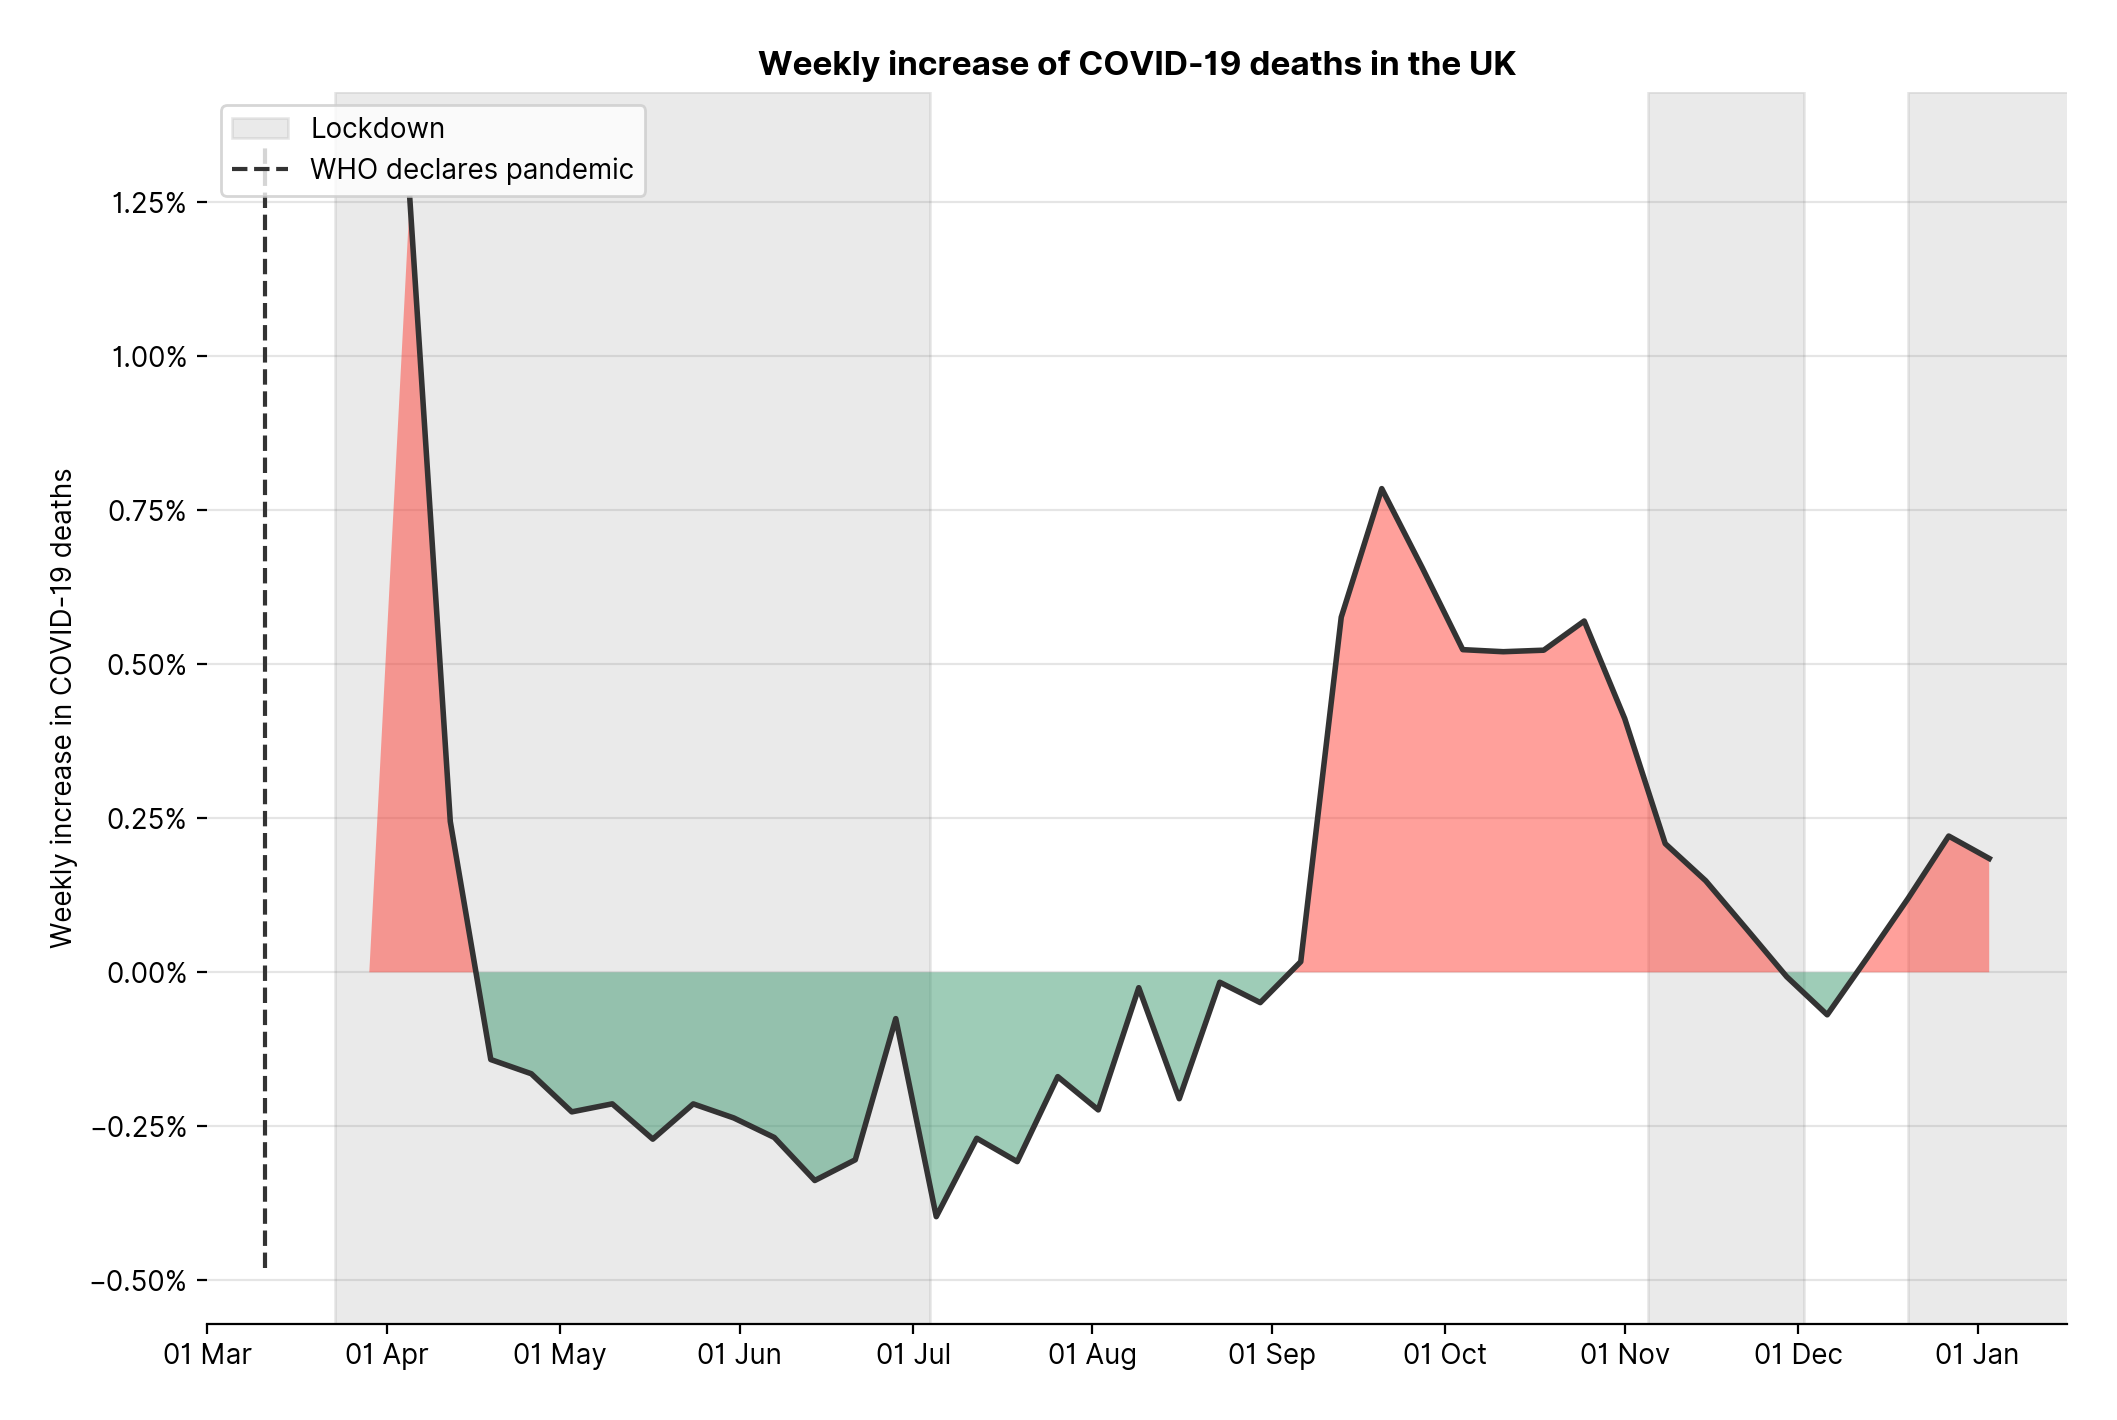 Weekly increase of COVID-19 deaths in the UK
Lockdown
WHO declares pandemic
1.25%
1.00%
0.75%
0.50%
0.25%
0.00%
−0.25%
−0.50%
Weekly increase in COVID-19 deaths
01 Mar 01 Apr 01 May 01 Jun 01 Jul 01 Aug 01 Sep 01 Oct 01 Nov 01 Dec 01 Jan